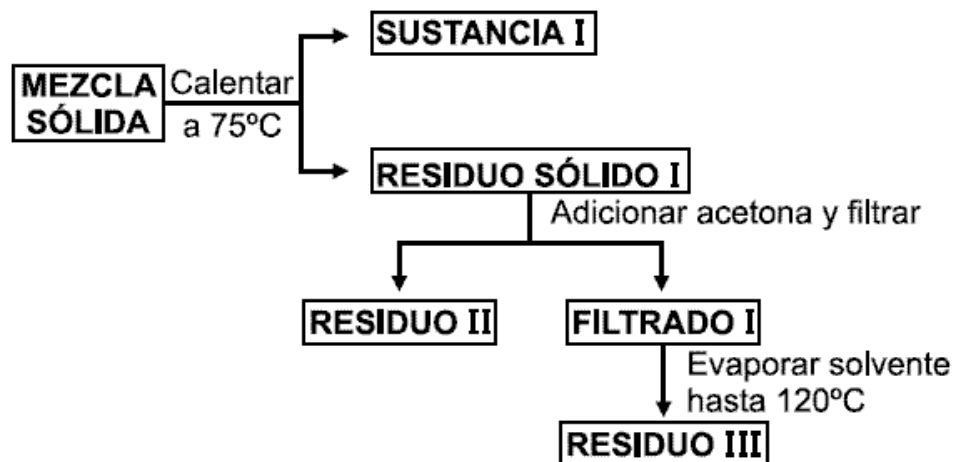 SUSTANCIA I
MEZCLA
SÓLIDA
Calentar
a 75ºC
RESIDUO SÓLIDO I
Adicionar acetona y filtrar
RESIDUO II
FILTRADO I
Evaporar solvente
hasta 120ºC
RESIDUO III